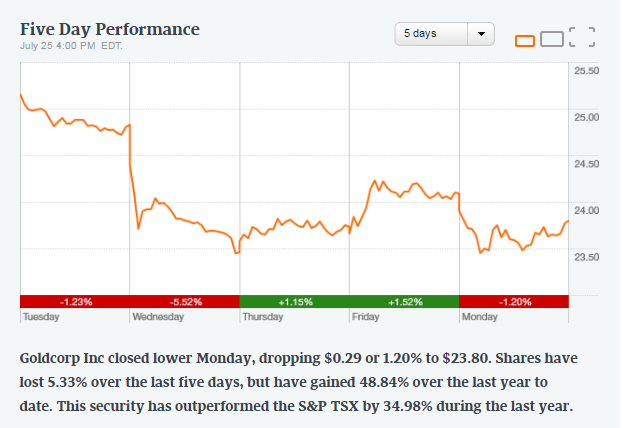 Five Day Performance
July 25 4:00 PM EDT.
5 days
25.50
25.00
24.50
24.00
23.50
-1.23% -5.52% +1.15% +1.52% -1.20%
Tuesday Wednesday Thursday Friday Monday
Goldcorp Inc closed lower Monday, dropping $0.29 or 1.20% to $23.80. Shares have
lost 5.33% over the last five days, but have gained 48.84% over the last year to
date. This security has outperformed the S&P TSX by 34.98% during the last year.